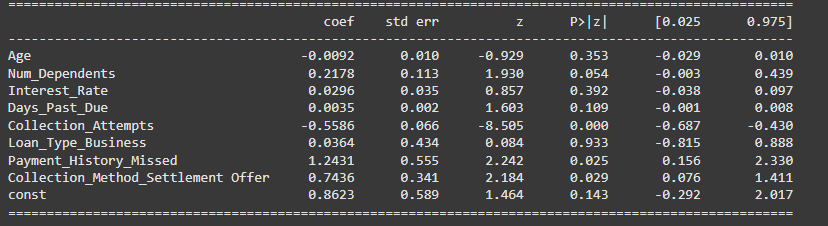 coef std err z P>|z| [0.025 0.975]
Age -0.0092 0.010 -0.929 0.353 -0.029 0.010
Num_Dependents 0.2178 0.113 1.930 0.054 -0.003 0.439
Interest_Rate 0.0296 0.035 0.857 0.392 -0.038 0.097
Days_Past_Due 0.0035 0.002 1.603 0.109 -0.001 0.008
Collection_Attempts -0.5586 0.066 -8.505 0.000 -0.687 -0.430
Loan_Type_Business 0.0364 0.434 0.084 0.933 -0.815 0.888
Payment_History_Missed 1.2431 0.555 2.242 0.025 0.156 2.330
Collection_Method_Settlement Offer 0.7436 0.341 2.184 0.029 0.076 1.411
const 0.8623 0.589 1.464 0.143 -0.292 2.017